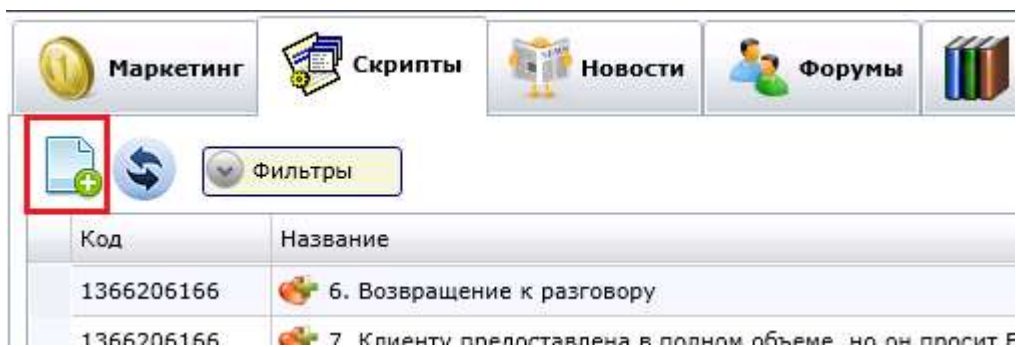 Маркетинг Скрипты Новости Форумы
Фильтры
Код Название
1366206166 6. Возвращение к разговору
1366206166 7. Клиенту предоставлена в полном объеме, но он просит